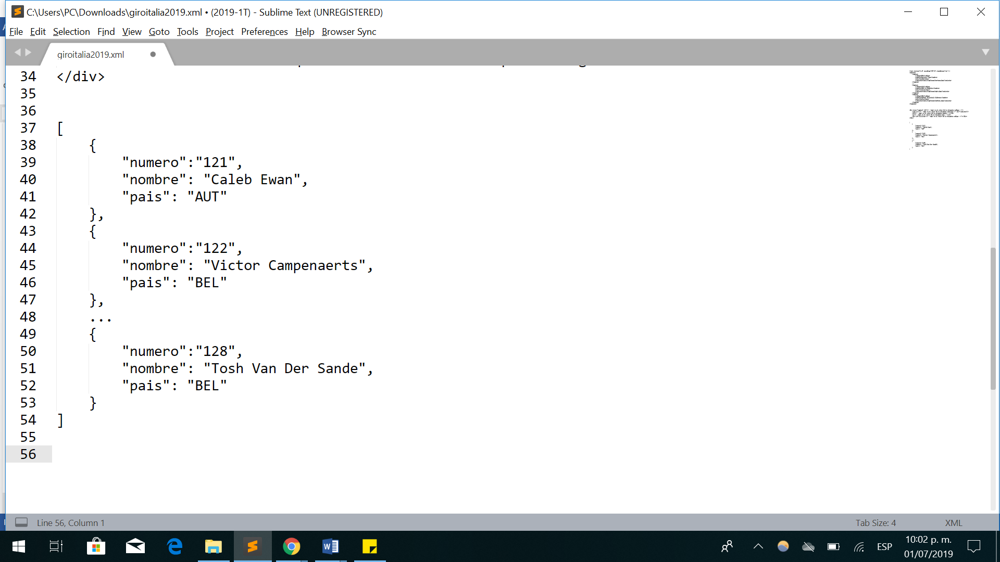 C:\Users\PC\Downloads\giroitalia2019.xml • (2019-1T) - Sublime Text (UNREGISTERED)
File Edit Selection Find View Goto Tools Project Preferences Help Browser Sync
giroitalia2019.xml
34 </div>
35
36
37 [
38 {
39 "numero":"121",
40 "nombre": "Caleb Ewan",
41 "pais": "AUT"
42 },
43 {
44 "numero":"122",
45 "nombre": "Victor Campenaerts",
46 "pais": "BEL"
47 },
48 ...
49 {
50 "numero":"128",
51 "nombre": "Tosh Van Der Sande",
52 "pais": "BEL"
53 }
54 ]
55
56
Line 56, Column 1 Tab Size: 4 XML
ESP 10:02 p. m.
01/07/2019